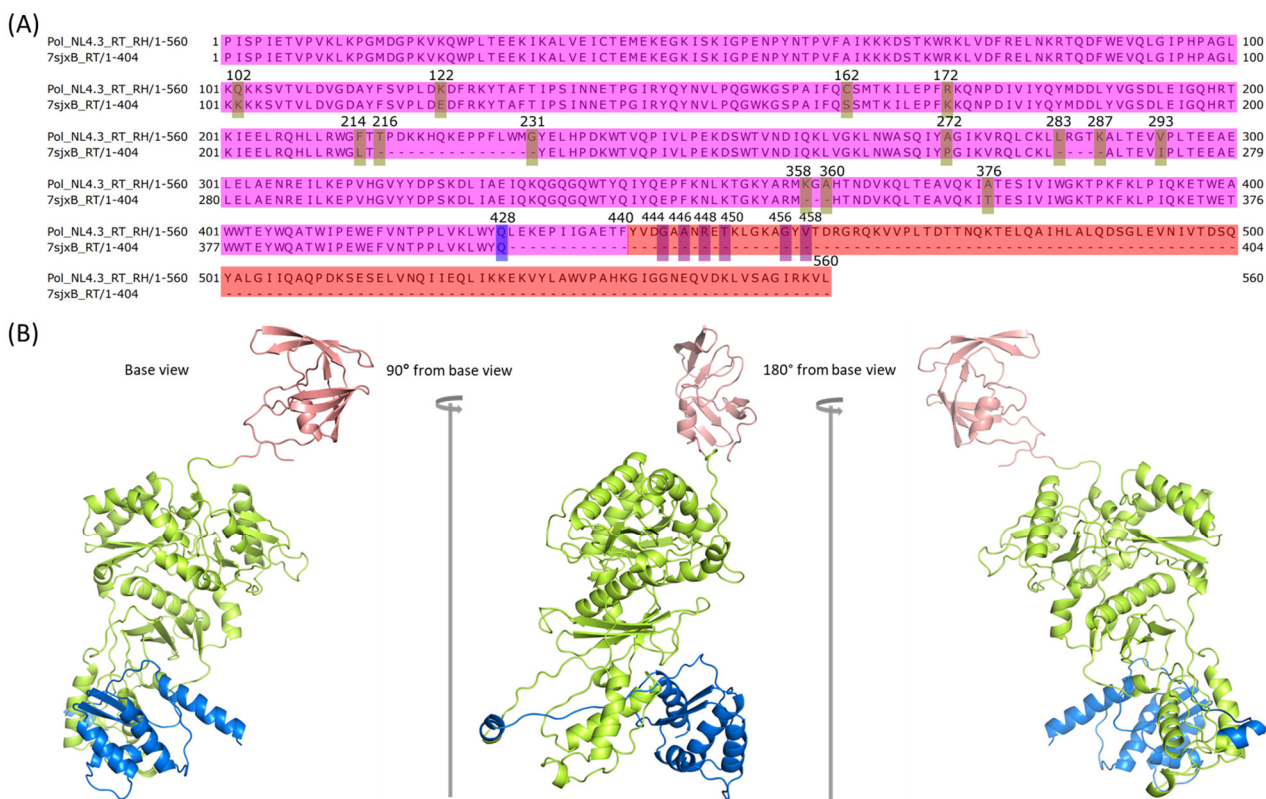 (A)
Pol_NL4.3_RT_RH/1-560 1 PISPIETVPVKLKPGMDGPKVKQWPLTEEKIKALVEICTEMEKEGKISKIGPENPYNTPVFAIKKKDSTKWRKLVDFRELNKRTQDFWEVQLGIPHPAGL 100
7sjxB_RT/1-404 1 PISPIETVPVKLKPGMDGPKVKQWPLTEEKIKALVEICTEMEKEGKISKIGPENPYNTPVFAIKKKDSTKWRKLVDFRELNKRTQDFWEVQLGIPHPAGL 100
102 122 162 172
Pol_NL4.3_RT_RH/1-560 101 KQKKSVTVLDVGDAYFSVPLDKDFRKYTAFTIPSINNETPGIRYQYNVLPQGWKGSPAIFQCSMTKILEPFRKQNPDIVIYQYMDDLYVGSDLEIGQHRT 200
7sjxB_RT/1-404 101 KKKKSVTVLDVGDAYFSVPLDEDFRKYTAFTIPSINNETPGIRYQYNVLPQGWKGSPAIFQSSMTKILEPFKKQNPDIVIYQYMDDLYVGSDLEIGQHRT 200
214 216 231 272 283 287 293
Pol_NL4.3_RT_RH/1-560 201 KIEELRQHLLRWGFTTPDKKHQKEPPFLWMGYELHPDKWTVQPIVLPEKDSWTVNDIQKLVGKLNWASQIYAGIKVRQLCKLLRGTKALTEVVPLTEEAE 300
7sjxB_RT/1-404 201 KIEELRQHLLRWGLT----------------YELHPDKWTVQPIVLPEKDSWTVNDIQKLVGKLNWASQIYPGIKVRQLCKL-----ALTEVIPLTEEAE 279
358 360 376
Pol_NL4.3_RT_RH/1-560 301 LELAENREILKEPVHGVYYDPSKDLIAEIQKQGQGQWTYQIYQEPFKNLKTGKYARMKGAHTNDVKQLTEAVQKIATESIVIWGKTPKFKLPIQKETWEA 400
7sjxB_RT/1-404 280 LELAENREILKEPVHGVYYDPSKDLIAEIQKQGQGQWTYQIYQEPFKNLKTGKYARM---HTNDVKQLTEAVQKITTESIVIWGKTPKFKLPIQKETWEA 376
428 440 444 446 448 450 456 458
Pol_NL4.3_RT_RH/1-560 401 WWTEYWQATWIPEWEFVNTPPLVKLWYQLEKEPIIGAETFYVDGAANRETKLGKAGYVTDRGRQKVVPLTDTTNQKTELQAIHLALQDSGLEVNIVTDSQ 500
7sjxB_RT/1-404 377 WWTEYWQATWIPEWEFVNTPPLVKLWYQ------------------------------------------------------------------------ 404
560
Pol_NL4.3_RT_RH/1-560 501 YALGIIQAQPDKSESELVNQIIEQLIKKEKVYLAWVPAHKGIGGNEQVDKLVSAGIRKVL 560
7sjxB_RT/1-404 ------------------------------------------------------------
(B)
Base view 90° from base view 180° from base view